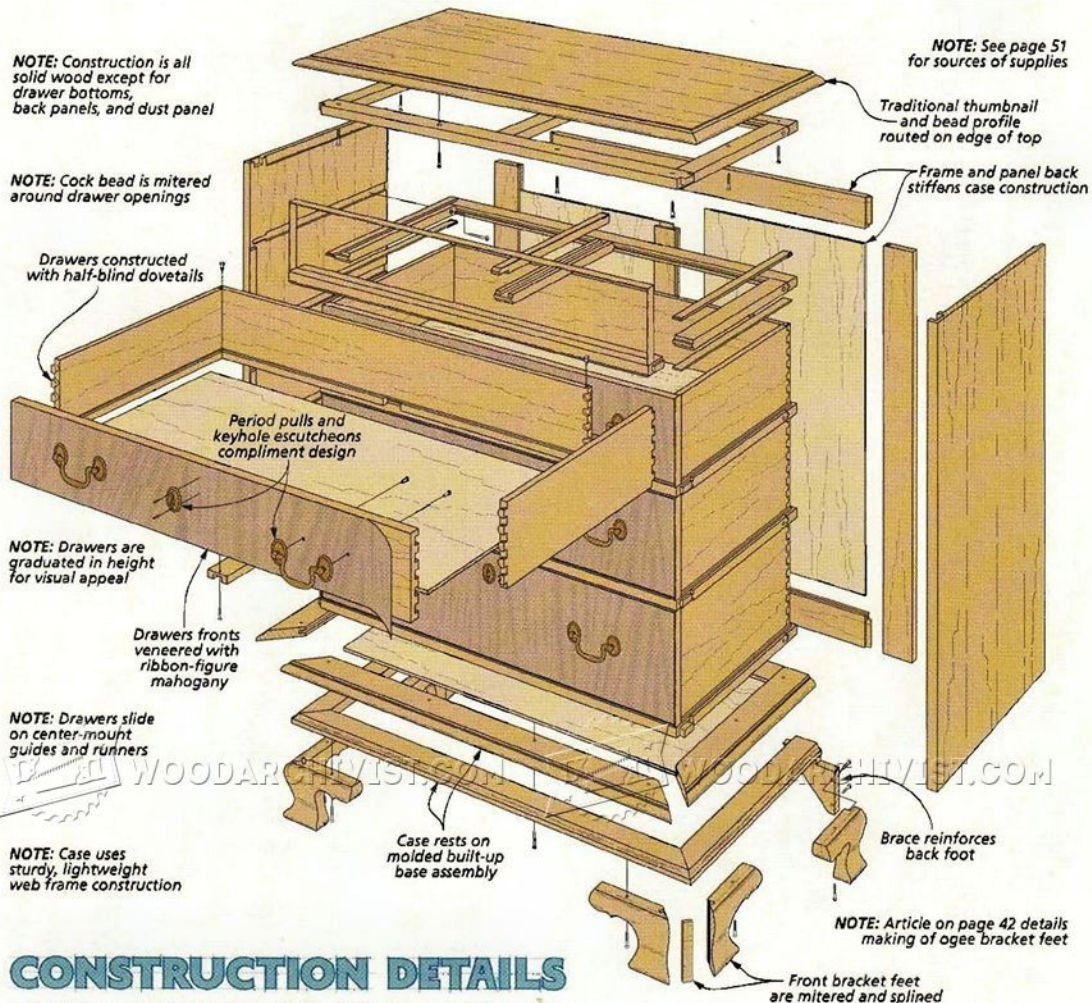 NOTE: Construction is all
solid wood except for
drawer bottoms,
back panels, and dust panel
NOTE: See page 51
for sources of supplies
Traditional thumbnail
and bead profile
routed on edge of top
NOTE: Cock bead is mitered
around drawer openings
Frame and panel back
stiffens case construction
Drawers constructed
with half-blind dovetails
Period pulls and
keyhole escutcheons
compliment design
NOTE: Drawers are
graduated in height
for visual appeal
Drawers fronts
veneered with
ribbon-figure
mahogany
NOTE: Drawers slide
on center-mount
guides and runners
WOODARCHIVIST.COM
WOODARCHIVIST.COM
NOTE: Case uses
sturdy, lightweight
web frame construction
Case rests on
molded built-up
base assembly
Brace reinforces
back foot
NOTE: Article on page 42 details
making of ogee bracket feet
CONSTRUCTION DETAILS
Front bracket feet
are mitered and splined